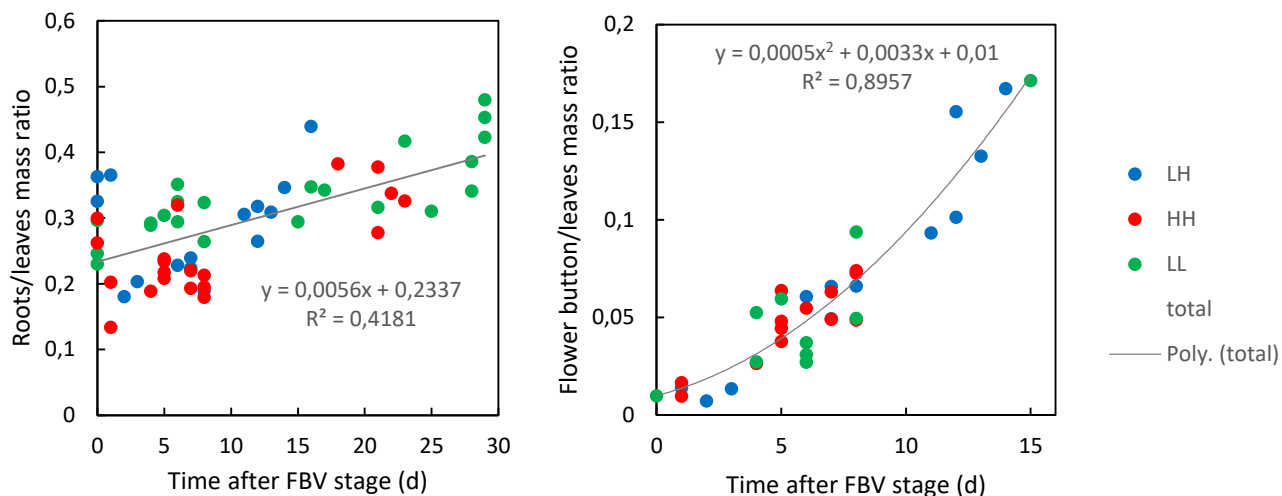 Roots/leaves mass ratio
0,6
0,5
0,4
0,3
0,2
0,1
0
y = 0,0056x + 0,2337
R² = 0,4181
0 5 10 15 20 25 30
Time after FBV stage (d)
Flower button/leaves mass ratio
0,2
0,15
0,1
0,05
0
y = 0,0005x² + 0,0033x + 0,01
R² = 0,8957
0 5 10 15
Time after FBV stage (d)
LH
HH
LL
total
Poly. (total)